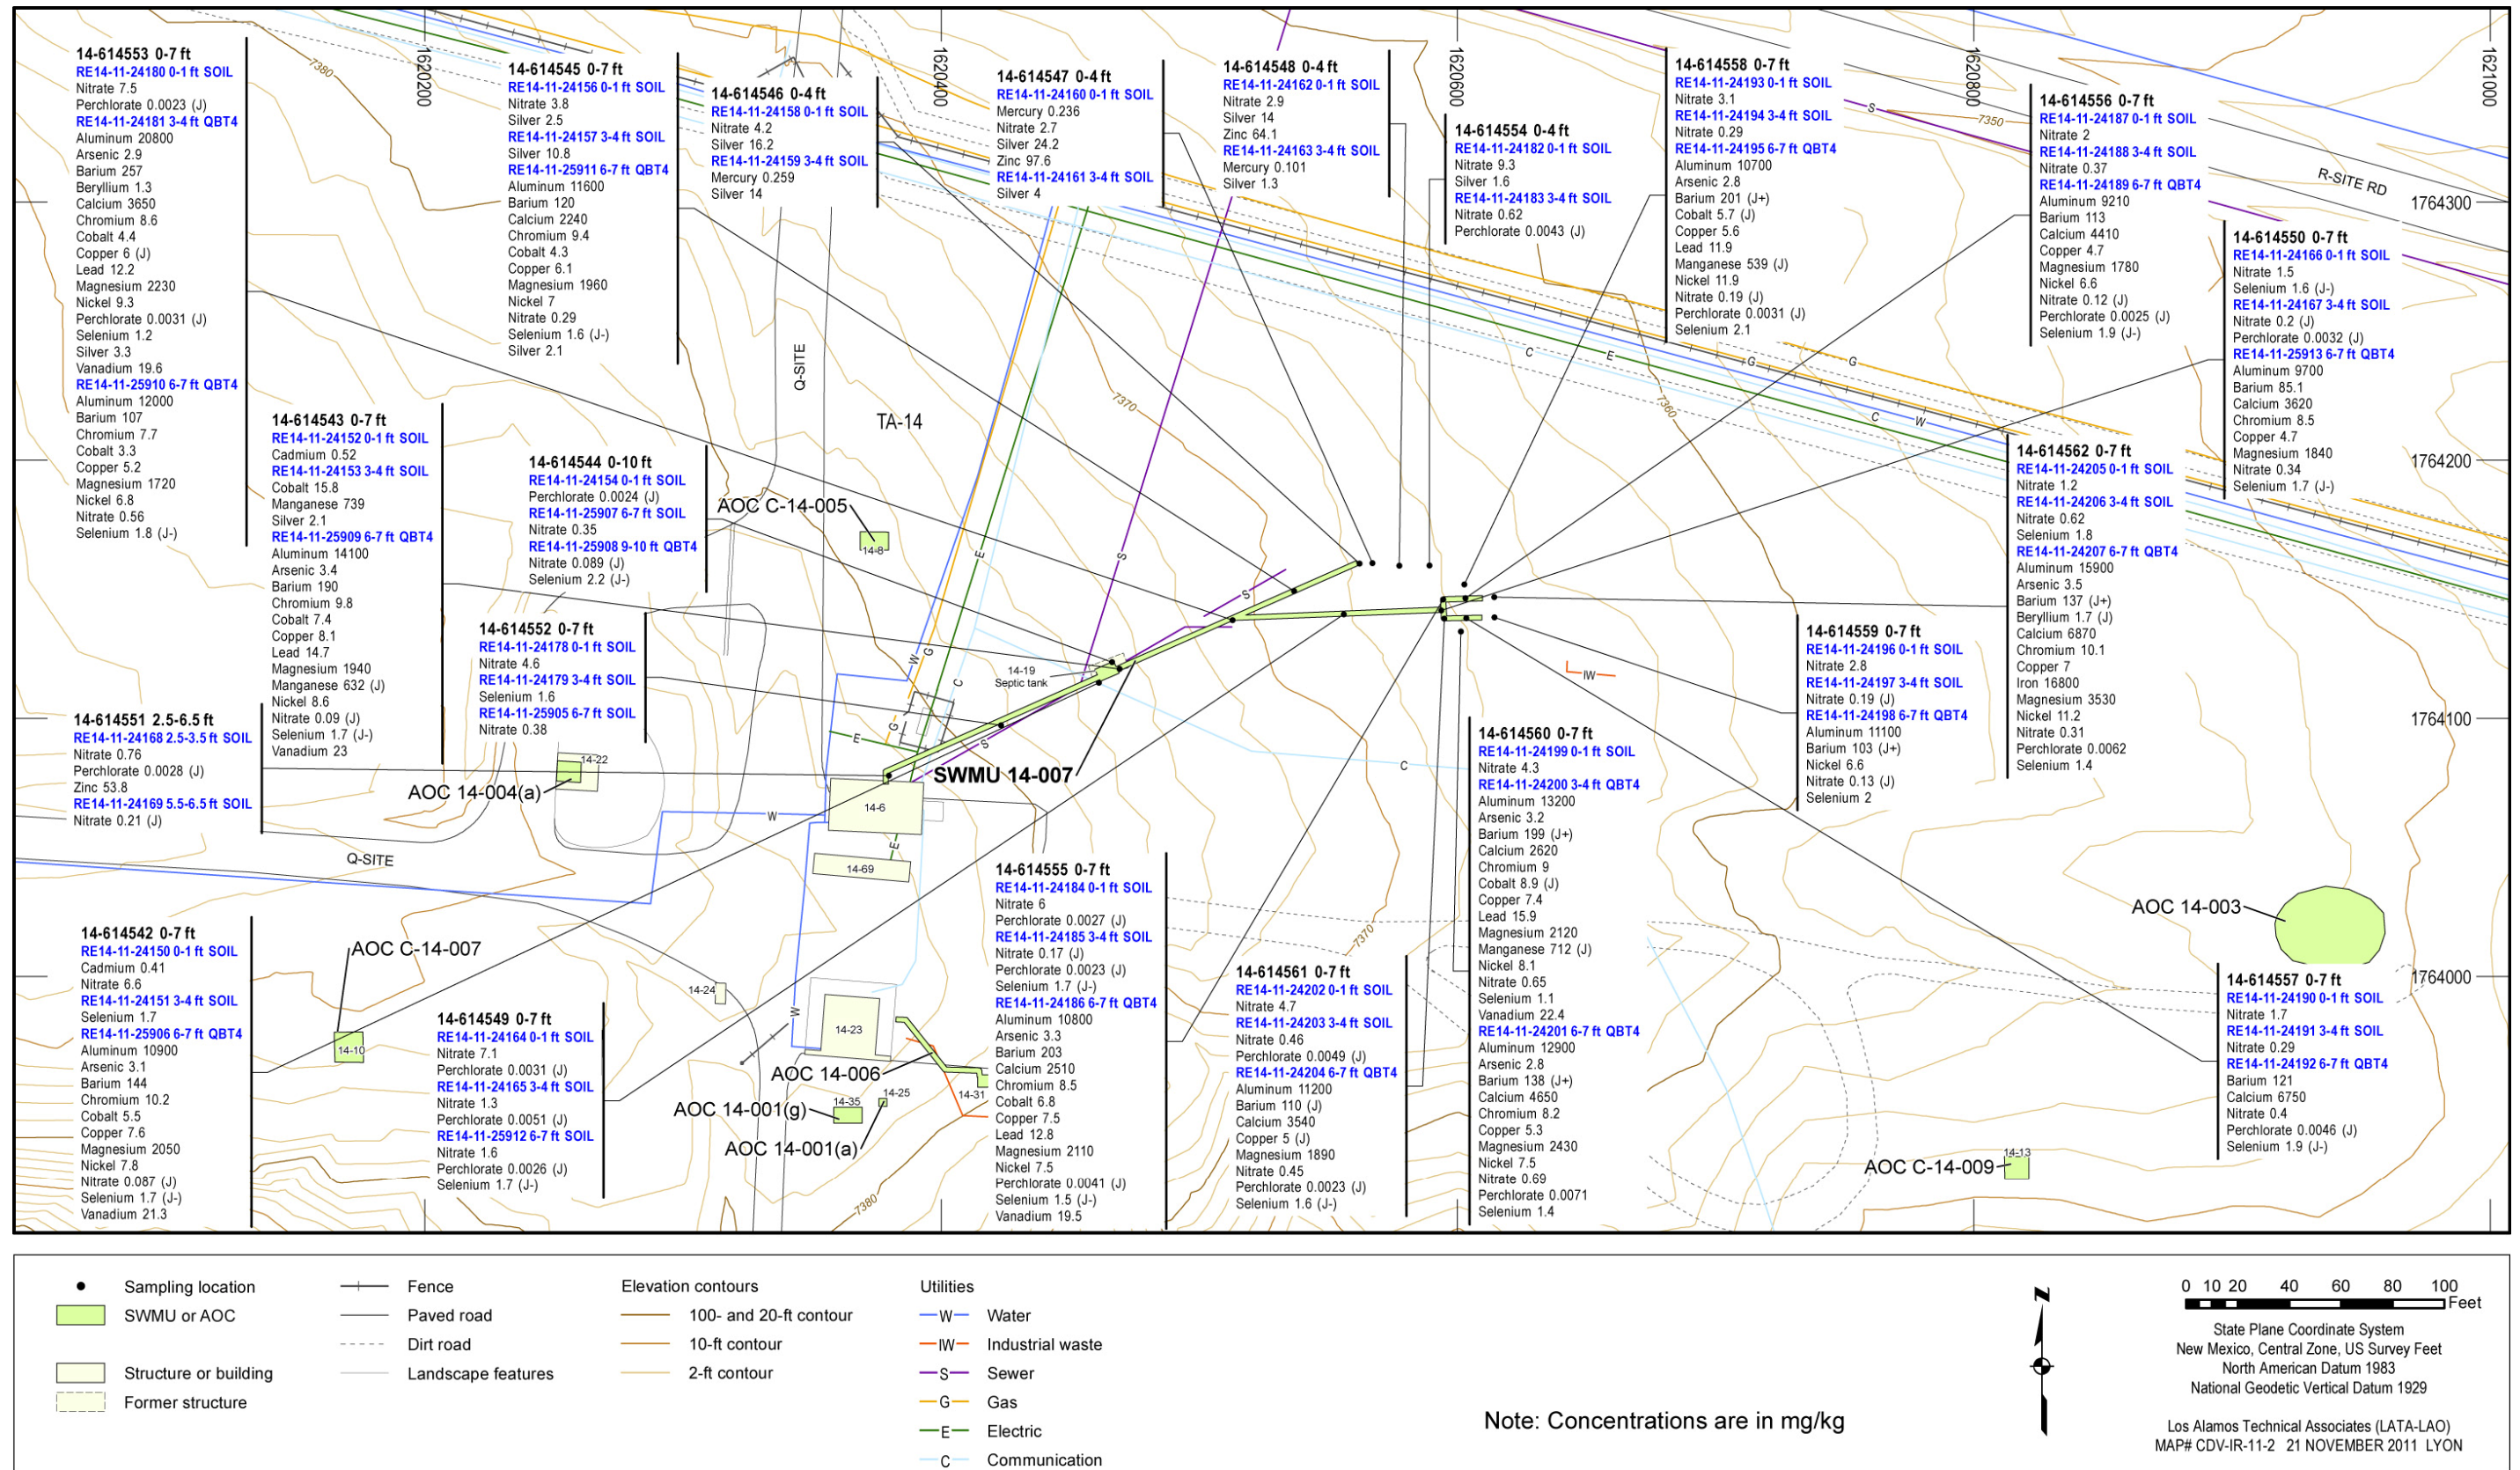 14-614553 0-7 ft
RE14-11-24180 0-1 ft SOIL
Nitrate 7.5
Perchlorate 0.0023 (J)
RE14-11-24181 3-4 ft QBT4
Aluminum 20800
Arsenic 2.9
Barium 257
Beryllium 1.3
Calcium 3650
Chromium 8.6
Cobalt 4.4
Copper 6 (J)
Lead 12.2
Magnesium 2230
Nickel 9.3
Perchlorate 0.0031 (J)
Selenium 1.2
Silver 3.3
Vanadium 19.6
RE14-11-25910 6-7 ft QBT4
Aluminum 12000
Barium 107
Chromium 7.7
Cobalt 3.3
Copper 5.2
Magnesium 1720
Nickel 6.8
Nitrate 0.56
Selenium 1.8 (J-)
14-614545 0-7 ft
RE14-11-24156 0-1 ft SOIL
Nitrate 3.8
Silver 2.5
RE14-11-24157 3-4 ft SOIL
Silver 10.8
RE14-11-25911 6-7 ft QBT4
Aluminum 11600
Barium 120
Calcium 2240
Chromium 9.4
Cobalt 4.3
Copper 6.1
Magnesium 1960
Nickel 7
Nitrate 0.29
Selenium 1.6 (J-)
Silver 2.1
14-614546 0-4 ft
RE14-11-24158 0-1 ft SOIL
Nitrate 4.2
Silver 16.2
RE14-11-24159 3-4 ft SOIL
Mercury 0.259
Silver 14
14-614547 0-4 ft
RE14-11-24160 0-1 ft SOIL
Mercury 0.236
Nitrate 2.7
Silver 24.2
Zinc 97.6
RE14-11-24161 3-4 ft SOIL
Silver 4
14-614548 0-4 ft
RE14-11-24162 0-1 ft SOIL
Nitrate 2.9
Silver 14
Zinc 64.1
RE14-11-24163 3-4 ft SOIL
Mercury 0.101
Silver 1.3
14-614554 0-4 ft
RE14-11-24182 0-1 ft SOIL
Nitrate 9.3
Silver 1.6
RE14-11-24183 3-4 ft SOIL
Nitrate 0.62
Perchlorate 0.0043 (J)
14-614558 0-7 ft
RE14-11-24193 0-1 ft SOIL
Nitrate 3.1
RE14-11-24194 3-4 ft SOIL
Nitrate 0.29
RE14-11-24195 6-7 ft QBT4
Aluminum 10700
Arsenic 2.8
Barium 201 (J+)
Cobalt 5.7 (J)
Copper 5.6
Lead 11.9
Manganese 539 (J)
Nickel 11.9
Nitrate 0.19 (J)
Perchlorate 0.0031 (J)
Selenium 2.1
14-614556 0-7 ft
RE14-11-24187 0-1 ft SOIL
Nitrate 2
RE14-11-24188 3-4 ft SOIL
Nitrate 0.37
RE14-11-24189 6-7 ft QBT4
Aluminum 9210
Barium 113
Calcium 4410
Copper 4.7
Magnesium 1780
Nickel 6.6
Nitrate 0.12 (J)
Perchlorate 0.0025 (J)
Selenium 1.9 (J-)
14-614550 0-7 ft
RE14-11-24166 0-1 ft SOIL
Nitrate 1.5
Selenium 1.6 (J-)
RE14-11-24167 3-4 ft SOIL
Nitrate 0.2 (J)
Perchlorate 0.0032 (J)
RE14-11-25913 6-7 ft QBT4
Aluminum 9700
Barium 85.1
Calcium 3620
Chromium 8.5
Copper 4.7
Magnesium 1840
Nitrate 0.34
Selenium 1.7 (J-)
14-614543 0-7 ft
RE14-11-24152 0-1 ft SOIL
Cadmium 0.52
RE14-11-24153 3-4 ft SOIL
Cobalt 15.8
Manganese 739
Silver 2.1
RE14-11-25909 6-7 ft QBT4
Aluminum 14100
Arsenic 3.4
Barium 190
Chromium 9.8
Cobalt 7.4
Copper 8.1
Lead 14.7
Magnesium 1940
Manganese 632 (J)
Nickel 8.6
Nitrate 0.09 (J)
Selenium 1.7 (J-)
Vanadium 23
14-614544 0-10 ft
RE14-11-24154 0-1 ft SOIL
Perchlorate 0.0024 (J)
RE14-11-25907 6-7 ft SOIL
Nitrate 0.35
RE14-11-25908 9-10 ft QBT4
Nitrate 0.089 (J)
Selenium 2.2 (J-)
14-614552 0-7 ft
RE14-11-24178 0-1 ft SOIL
Nitrate 4.6
RE14-11-24179 3-4 ft SOIL
Selenium 1.6
RE14-11-25905 6-7 ft SOIL
Nitrate 0.38
14-614551 2.5-6.5 ft
RE14-11-24168 2.5-3.5 ft SOIL
Nitrate 0.76
Perchlorate 0.0028 (J)
Zinc 53.8
RE14-11-24169 5.5-6.5 ft SOIL
Nitrate 0.21 (J)
14-614562 0-7 ft
RE14-11-24205 0-1 ft SOIL
Nitrate 1.2
RE14-11-24206 3-4 ft SOIL
Nitrate 0.62
Selenium 1.8
RE14-11-24207 6-7 ft QBT4
Aluminum 15900
Arsenic 3.5
Barium 137 (J+)
Beryllium 1.7 (J)
Calcium 6870
Chromium 10.1
Copper 7
Iron 16800
Magnesium 3530
Nickel 11.2
Nitrate 0.31
Perchlorate 0.0062
Selenium 1.4
14-614559 0-7 ft
RE14-11-24196 0-1 ft SOIL
Nitrate 2.8
RE14-11-24197 3-4 ft SOIL
Nitrate 0.19 (J)
RE14-11-24198 6-7 ft QBT4
Aluminum 11100
Barium 103 (J+)
Nickel 6.6
Nitrate 0.13 (J)
Selenium 2
14-614560 0-7 ft
RE14-11-24199 0-1 ft SOIL
Nitrate 4.3
RE14-11-24200 3-4 ft QBT4
Aluminum 13200
Arsenic 3.2
Barium 199 (J+)
Calcium 2620
Chromium 9
Cobalt 8.9 (J)
Copper 7.4
Lead 15.9
Magnesium 2120
Manganese 712 (J)
Nickel 8.1
Nitrate 0.65
Selenium 1.1
Vanadium 22.4
RE14-11-24201 6-7 ft QBT4
Aluminum 12900
Arsenic 2.8
Barium 138 (J+)
Calcium 4650
Chromium 8.2
Copper 5.3
Magnesium 2430
Nickel 7.5
Nitrate 0.69
Perchlorate 0.0071
Selenium 1.4
14-614555 0-7 ft
RE14-11-24184 0-1 ft SOIL
Nitrate 6
Perchlorate 0.0027 (J)
RE14-11-24185 3-4 ft SOIL
Nitrate 0.17 (J)
Perchlorate 0.0023 (J)
Selenium 1.7 (J-)
RE14-11-24186 6-7 ft QBT4
Aluminum 10800
Arsenic 3.3
Barium 203
Calcium 2510
Chromium 8.5
Cobalt 6.8
Copper 7.5
Lead 12.8
Magnesium 2110
Nickel 7.5
Perchlorate 0.0041 (J)
Selenium 1.5 (J-)
Vanadium 19.5
14-614561 0-7 ft
RE14-11-24202 0-1 ft SOIL
Nitrate 4.7
RE14-11-24203 3-4 ft SOIL
Nitrate 0.46
Perchlorate 0.0049 (J)
RE14-11-24204 6-7 ft QBT4
Aluminum 11200
Barium 110 (J)
Calcium 3540
Copper 5 (J)
Magnesium 1890
Nitrate 0.45
Perchlorate 0.0023 (J)
Selenium 1.6 (J-)
14-614542 0-7 ft
RE14-11-24150 0-1 ft SOIL
Cadmium 0.41
Nitrate 6.6
RE14-11-24151 3-4 ft SOIL
Selenium 1.7
RE14-11-25906 6-7 ft QBT4
Aluminum 10900
Arsenic 3.1
Barium 144
Chromium 10.2
Cobalt 5.5
Copper 7.6
Magnesium 2050
Nickel 7.8
Nitrate 0.087 (J)
Selenium 1.7 (J-)
Vanadium 21.3
14-614549 0-7 ft
RE14-11-24164 0-1 ft SOIL
Nitrate 7.1
Perchlorate 0.0031 (J)
RE14-11-24165 3-4 ft SOIL
Nitrate 1.3
Perchlorate 0.0051 (J)
RE14-11-25912 6-7 ft SOIL
Nitrate 1.6
Perchlorate 0.0026 (J)
Selenium 1.7 (J-)
14-614557 0-7 ft
RE14-11-24190 0-1 ft SOIL
Nitrate 1.7
RE14-11-24191 3-4 ft SOIL
Nitrate 0.29
RE14-11-24192 6-7 ft QBT4
Barium 121
Calcium 6750
Nitrate 0.4
Perchlorate 0.0046 (J)
Selenium 1.9 (J-)
1620200
1620400
1620600
1620800
1621000
1764300
1764200
1764100
1764000
7380
7370
7360
7350
7370
7380
R-SITE RD
Q-SITE
Q-SITE
TA-14
AOC C-14-005
14-8
14-19
Septic tank
SWMU 14-007
14-22
AOC 14-004(a)
14-6
14-69
AOC C-14-007
14-10
14-24
14-23
AOC 14-006
14-31
14-25
14-35
AOC 14-001(g)
AOC 14-001(a)
AOC 14-003
14-13
AOC C-14-009
S
S
S
S
G
G
G
G
E
E
E
E
C
C
C
C
W
W
W
W
IW
Sampling location
SWMU or AOC
Structure or building
Former structure
Fence
Paved road
Dirt road
Landscape features
Elevation contours
100- and 20-ft contour
10-ft contour
2-ft contour
Utilities
W Water
IW Industrial waste
S Sewer
G Gas
E Electric
C Communication
Note: Concentrations are in mg/kg
N
0 10 20 40 60 80 100
Feet
State Plane Coordinate System
New Mexico, Central Zone, US Survey Feet
North American Datum 1983
National Geodetic Vertical Datum 1929
Los Alamos Technical Associates (LATA-LAO)
MAP# CDV-IR-11-2 21 NOVEMBER 2011 LYON